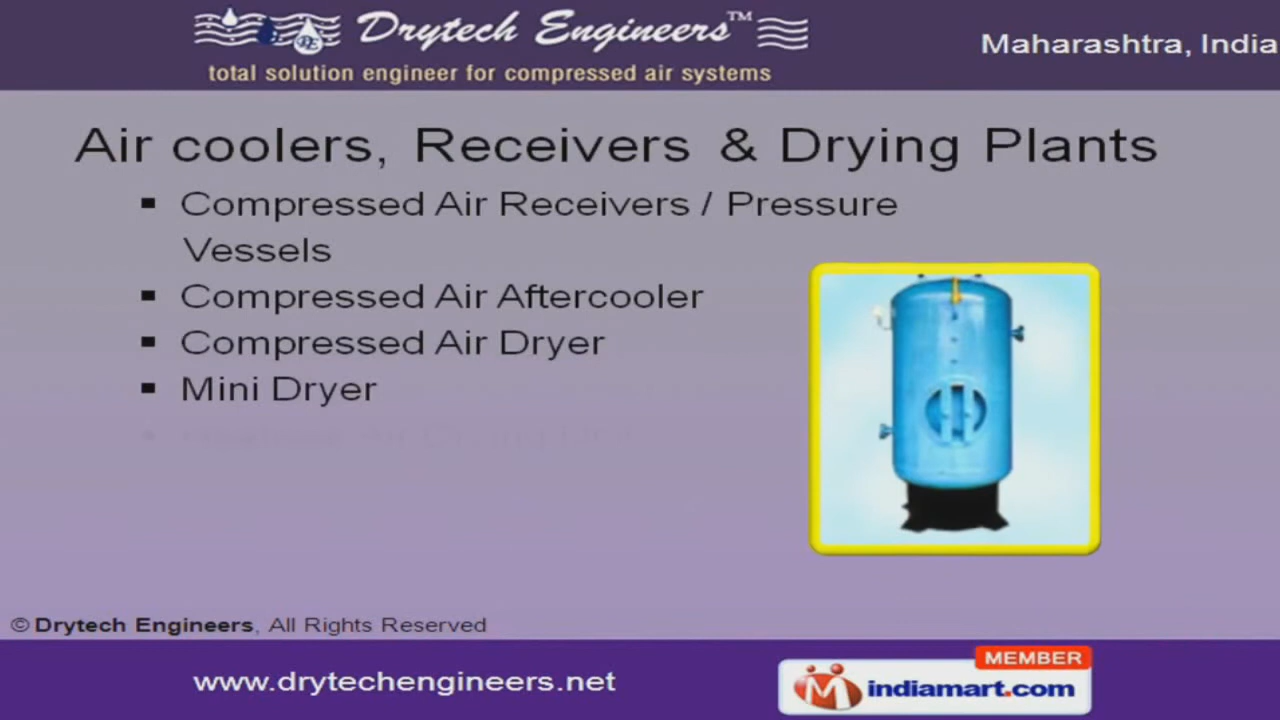 Drytech Engineers™
total solution engineer for compressed air systems
Maharashtra, India
Air coolers, Receivers & Drying Plants
▪ Compressed Air Receivers / Pressure
Vessels
▪ Compressed Air Aftercooler
▪ Compressed Air Dryer
▪ Mini Dryer
© Drytech Engineers, All Rights Reserved
www.drytechengineers.net
MEMBER
indiamart.com